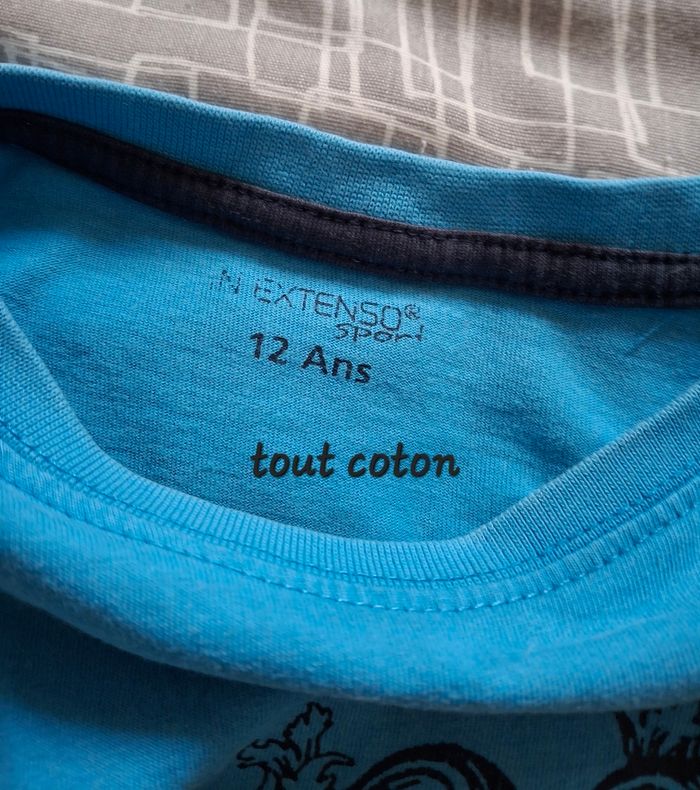 IN EXTENSO®
Sport
12 Ans
tout coton